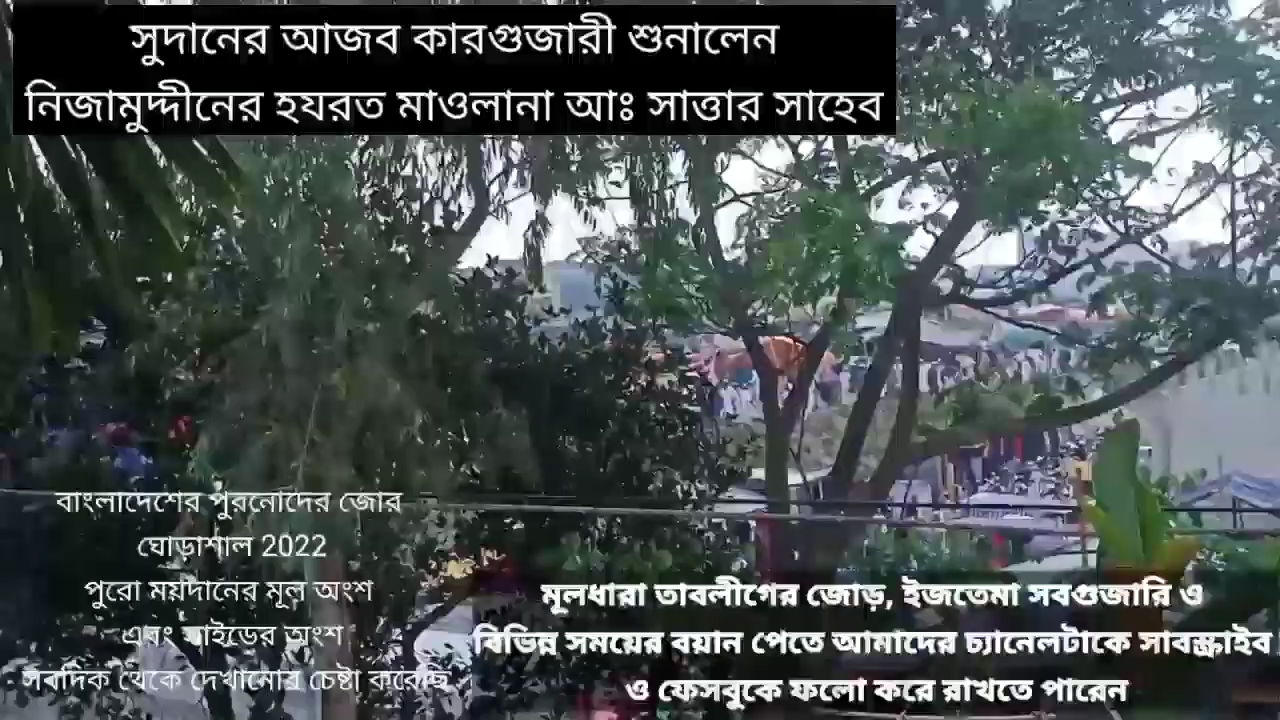 সুদানের আজব কারগুজারী শুনালেন
নিজামুদ্দীনের হযরত মাওলানা আঃ সাত্তার সাহেব
বাংলাদেশের পুরনোদের জোর
ঘোড়াশাল 2022
পুরো ময়দানের মূল অংশ
এবং সাইডের অংশ
সবদিক থেকে দেখানোর চেষ্টা করেছি
মূলধারা তাবলীগের জোড়, ইজতেমা সবগুজারি ও
বিভিন্ন সময়ের বয়ান পেতে আমাদের চ্যানেলটাকে সাবস্ক্রাইব
ও ফেসবুকে ফলো করে রাখতে পারেন